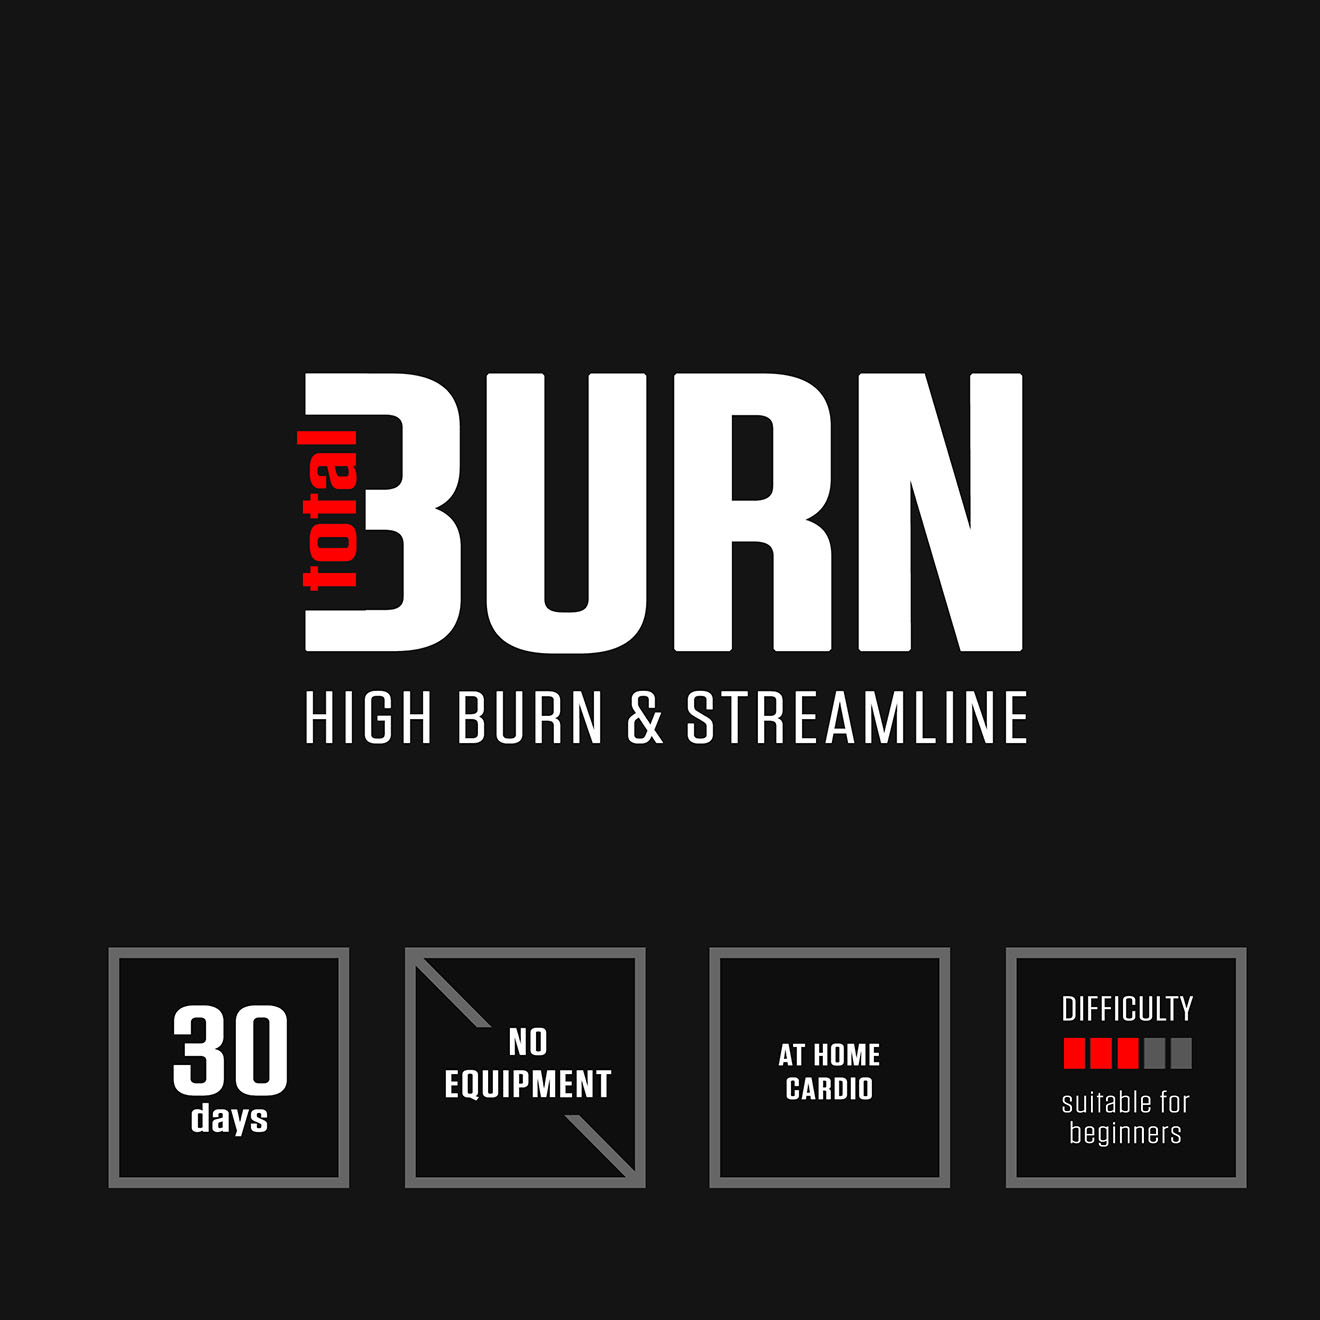 total
BURN
HIGH BURN & STREAMLINE
30
days
NO
EQUIPMENT
AT HOME
CARDIO
DIFFICULTY
suitable for
beginners